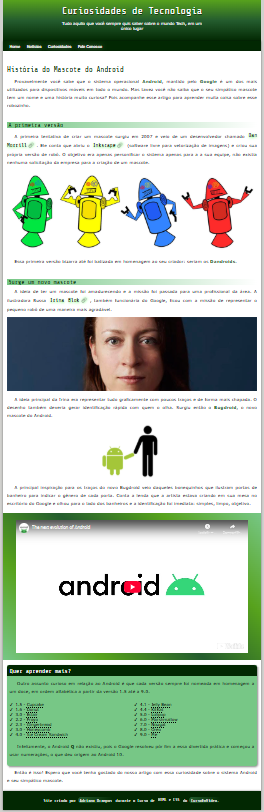 Curiosidades de Tecnologia
Tudo aquilo que você sempre quis saber sobre o mundo Tech, em um
único lugar
Home Notícias Curiosidades Fale Conosco
História do Mascote do Android
Provavelmente você sabe que o sistema operacional Android, mantido pelo Google é um dos mais
utilizados para dispositivos móveis em todo o mundo. Mas talvez você não saiba que o seu simpático mascote
tem um nome e uma história muito curiosa? Pois acompanhe esse artigo para aprender muita coisa sobre esse
robozinho.
A primeira versão
A primeira tentativa de criar um mascote surgiu em 2007 e veio de um desenvolvedor chamado Dan
Morrill. Ele conta que abriu o Inkscape (software livre para vetorização de imagens) e criou sua
própria versão de robô. O objetivo era apenas personificar o sistema apenas para a sua equipe, não existia
nenhuma solicitação da empresa para a criação de um mascote.
Essa primeira versão bizarra até foi batizada em homenagem ao seu criador: seriam os Dandroids.
Surge um novo mascote
A ideia de ter um mascote foi amadurecendo e a missão foi passada para uma profissional da área. A
ilustradora Russa Irina Blok, também funcionária do Google, ficou com a missão de representar o
pequeno robô de uma maneira mais agradável.
A ideia principal da Irina era representar tudo graficamente com poucos traços e de forma mais chapada. O
desenho também deveria gerar identificação rápida com quem o olha. Surgiu então o Bugdroid, o novo
mascote do Android.
A principal inspiração para os traços do novo Bugdroid veio daqueles bonequinhos que ilustram portas de
banheiro para indicar o gênero de cada porta. Conta a lenda que a artista estava criando em sua mesa no
escritório do Google e olhou para o lado dos banheiros e a identificação foi imediata: simples, limpo, objetivo.
The new evolution of Android
android
Quer aprender mais?
Outro assunto curioso em relação ao Android é que cada versão sempre foi nomeada em homenagem a
um doce, em ordem alfabética a partir da versão 1.5 até a 9.0.
1.5 - Cupcake
4.1 - Jelly Bean
Infelizmente, o Android Q não existiu, pois o Google resolveu pôr fim a essa divertida prática e começou a
usar numerações, o que deu origem ao Android 10.
Então é isso! Espero que você tenha gostado do nosso artigo com essa curiosidade sobre o sistema Android
e seu simpático mascote.
Site criado por durante o Curso de HTML e CSS do CursoemVídeo.